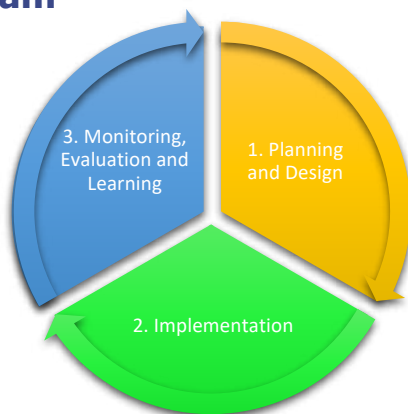 1. Planning
and Design
2. Implementation
3. Monitoring,
Evaluation and
Learning